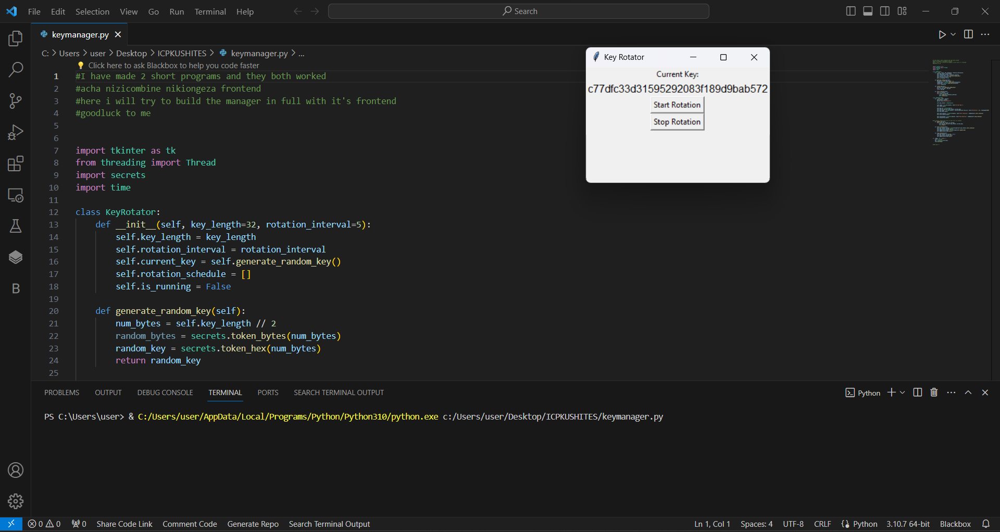 File Edit Selection View Go Run Terminal Help
Search
keymanager.py
C: > Users > user > Desktop > ICPKUSHITES > keymanager.py > ...
Click here to ask Blackbox to help you code faster
1 #I have made 2 short programs and they both worked
2 #acha nizicombine nikiongeza frontend
3 #here i will try to build the manager in full with it's frontend
4 #goodluck to me
5
6
7 import tkinter as tk
8 from threading import Thread
9 import secrets
10 import time
11
12 class KeyRotator:
13 def __init__(self, key_length=32, rotation_interval=5):
14 self.key_length = key_length
15 self.rotation_interval = rotation_interval
16 self.current_key = self.generate_random_key()
17 self.rotation_schedule = []
18 self.is_running = False
19
20 def generate_random_key(self):
21 num_bytes = self.key_length // 2
22 random_bytes = secrets.token_bytes(num_bytes)
23 random_key = secrets.token_hex(num_bytes)
24 return random_key
25
Key Rotator
Current Key:
c77dfc33d31595292083f189d9bab572
Start Rotation
Stop Rotation
B
PROBLEMS OUTPUT DEBUG CONSOLE TERMINAL PORTS SEARCH TERMINAL OUTPUT
Python
PS C:\Users\user> & C:/Users/user/AppData/Local/Programs/Python/Python310/python.exe c:/Users/user/Desktop/ICPKUSHITES/keymanager.py
0 0 0 Share Code Link Comment Code Generate Repo Search Terminal Output
Ln 1, Col 1 Spaces: 4 UTF-8 CRLF Python 3.10.7 64-bit Blackbox